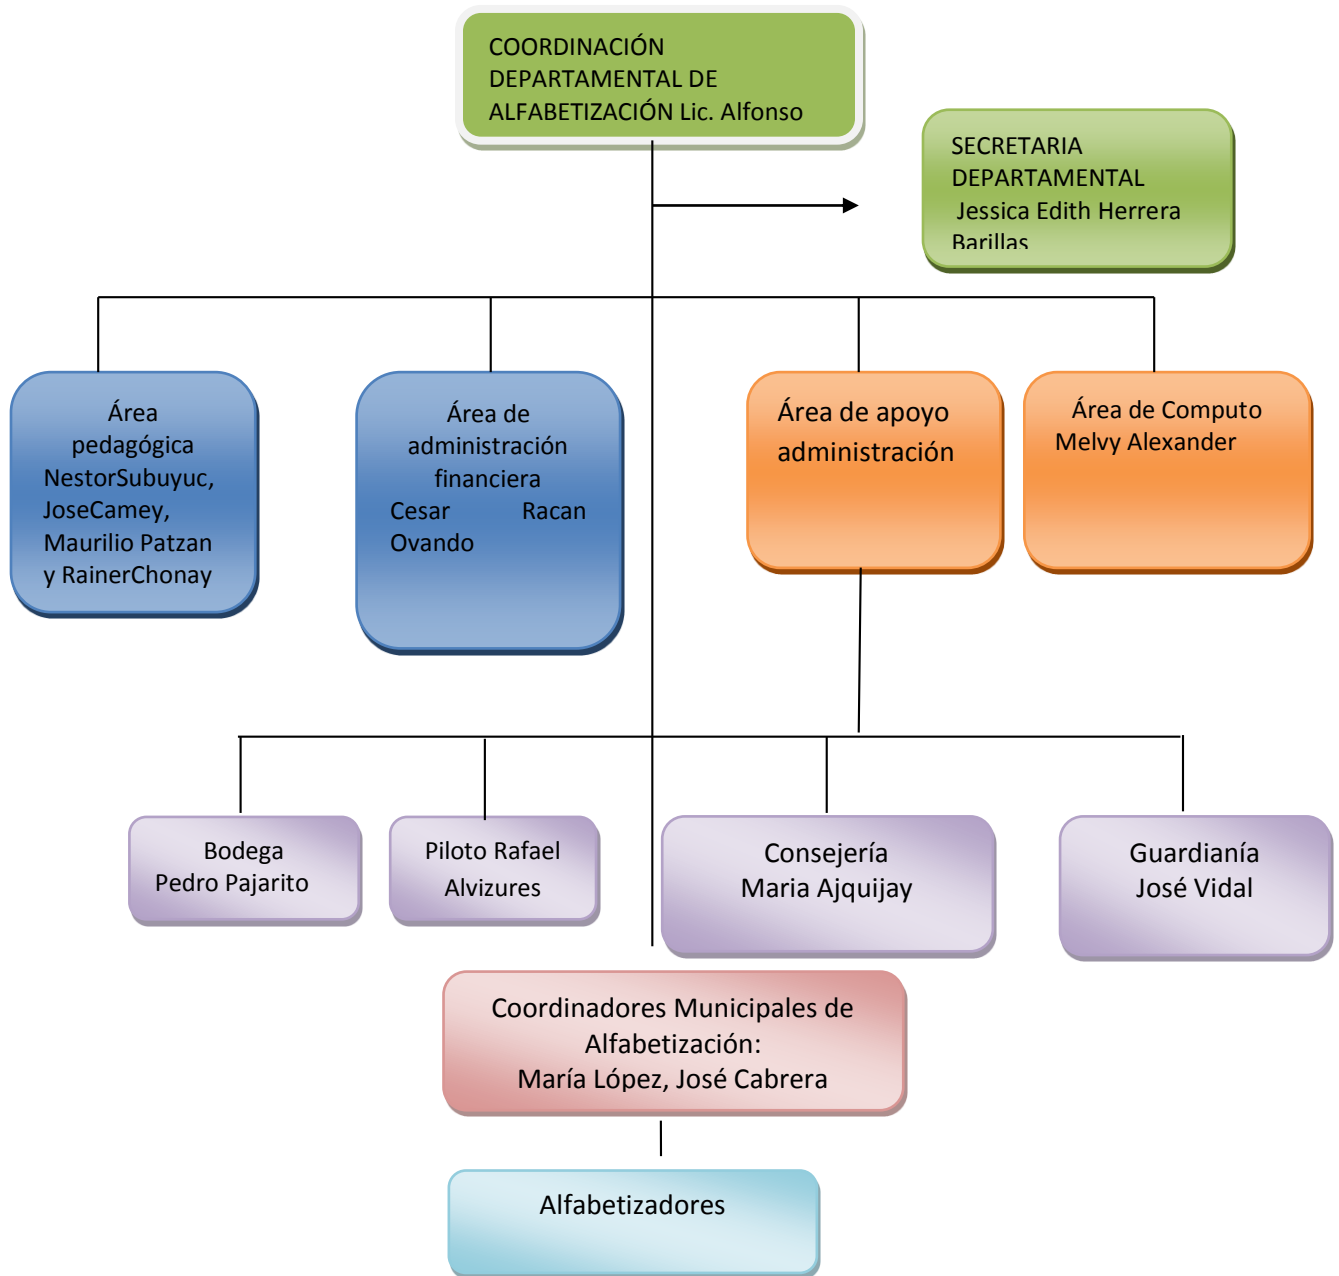 COORDINACIÓN
DEPARTAMENTAL DE
ALFABETIZACIÓN Lic. Alfonso
SECRETARIA
DEPARTAMENTAL
Jessica Edith Herrera
Barillas
Área
pedagógica
NestorSubuyuc,
JoseCamey,
Maurilio Patzan
y RainerChonay
Área de
administración
financiera
Cesar Racan
Ovando
Área de apoyo
administración
Área de Computo
Melvy Alexander
Bodega
Pedro Pajarito
Piloto Rafael
Alvizures
Consejería
Maria Ajquijay
Guardianía
José Vidal
Coordinadores Municipales de
Alfabetización:
María López, José Cabrera
Alfabetizadores